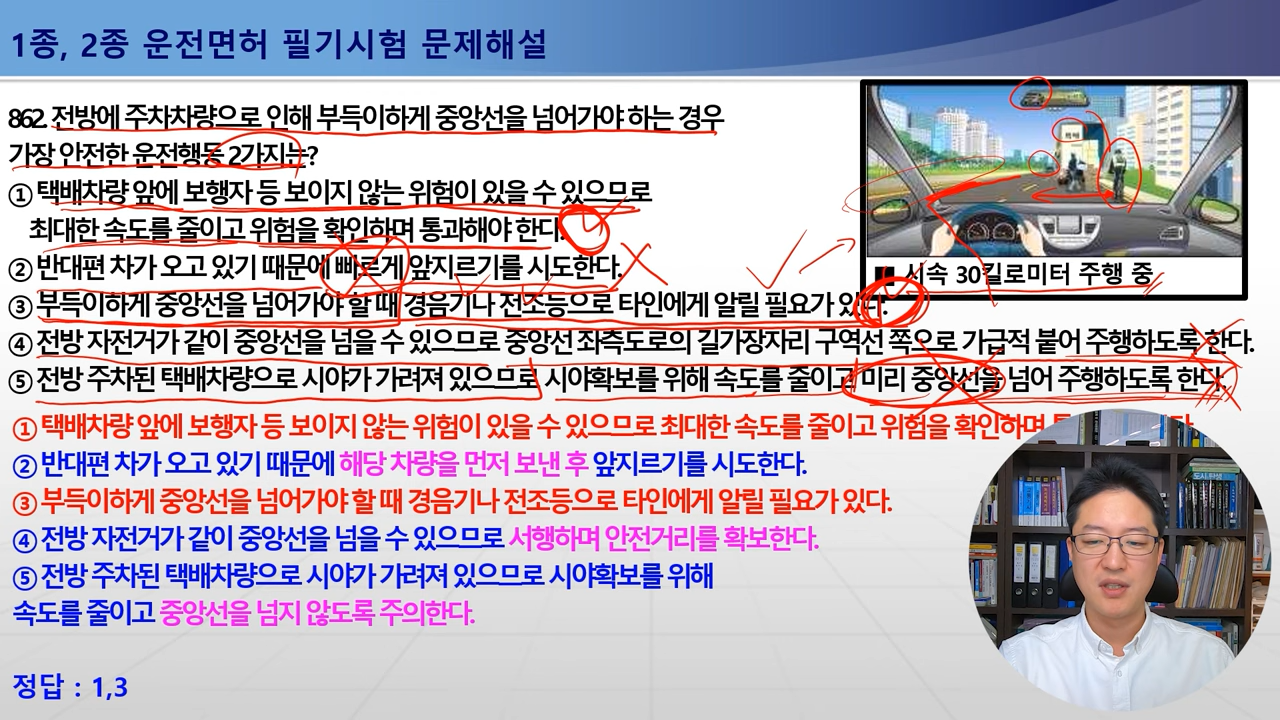 1종, 2종 운전면허 필기시험 문제해설
862. 전방에 주차차량으로 인해 부득이하게 중앙선을 넘어가야 하는 경우
가장 안전한 운전행동 2가지는?
① 택배차량 앞에 보행자 등 보이지 않는 위험이 있을 수 있으므로
최대한 속도를 줄이고 위험을 확인하며 통과해야 한다.
② 반대편 차가 오고 있기 때문에 빠르게 앞지르기를 시도한다.
③ 부득이하게 중앙선을 넘어가야 할 때 경음기나 전조등으로 타인에게 알릴 필요가 있다.
④ 전방 자전거가 같이 중앙선을 넘을 수 있으므로 중앙선 좌측도로의 길가장자리 구역선 쪽으로 가급적 붙어 주행하도록 한다.
⑤ 전방 주차된 택배차량으로 시야가 가려져 있으므로 시야확보를 위해 속도를 줄이고 미리 중앙선을 넘어 주행하도록 한다.
■ 시속 30킬로미터 주행 중
① 택배차량 앞에 보행자 등 보이지 않는 위험이 있을 수 있으므로 최대한 속도를 줄이고 위험을 확인하며
② 반대편 차가 오고 있기 때문에 해당 차량을 먼저 보낸 후 앞지르기를 시도한다.
③ 부득이하게 중앙선을 넘어가야 할 때 경음기나 전조등으로 타인에게 알릴 필요가 있다.
④ 전방 자전거가 같이 중앙선을 넘을 수 있으므로 서행하며 안전거리를 확보한다.
⑤ 전방 주차된 택배차량으로 시야가 가려져 있으므로 시야확보를 위해
속도를 줄이고 중앙선을 넘지 않도록 주의한다.
정답 : 1,3